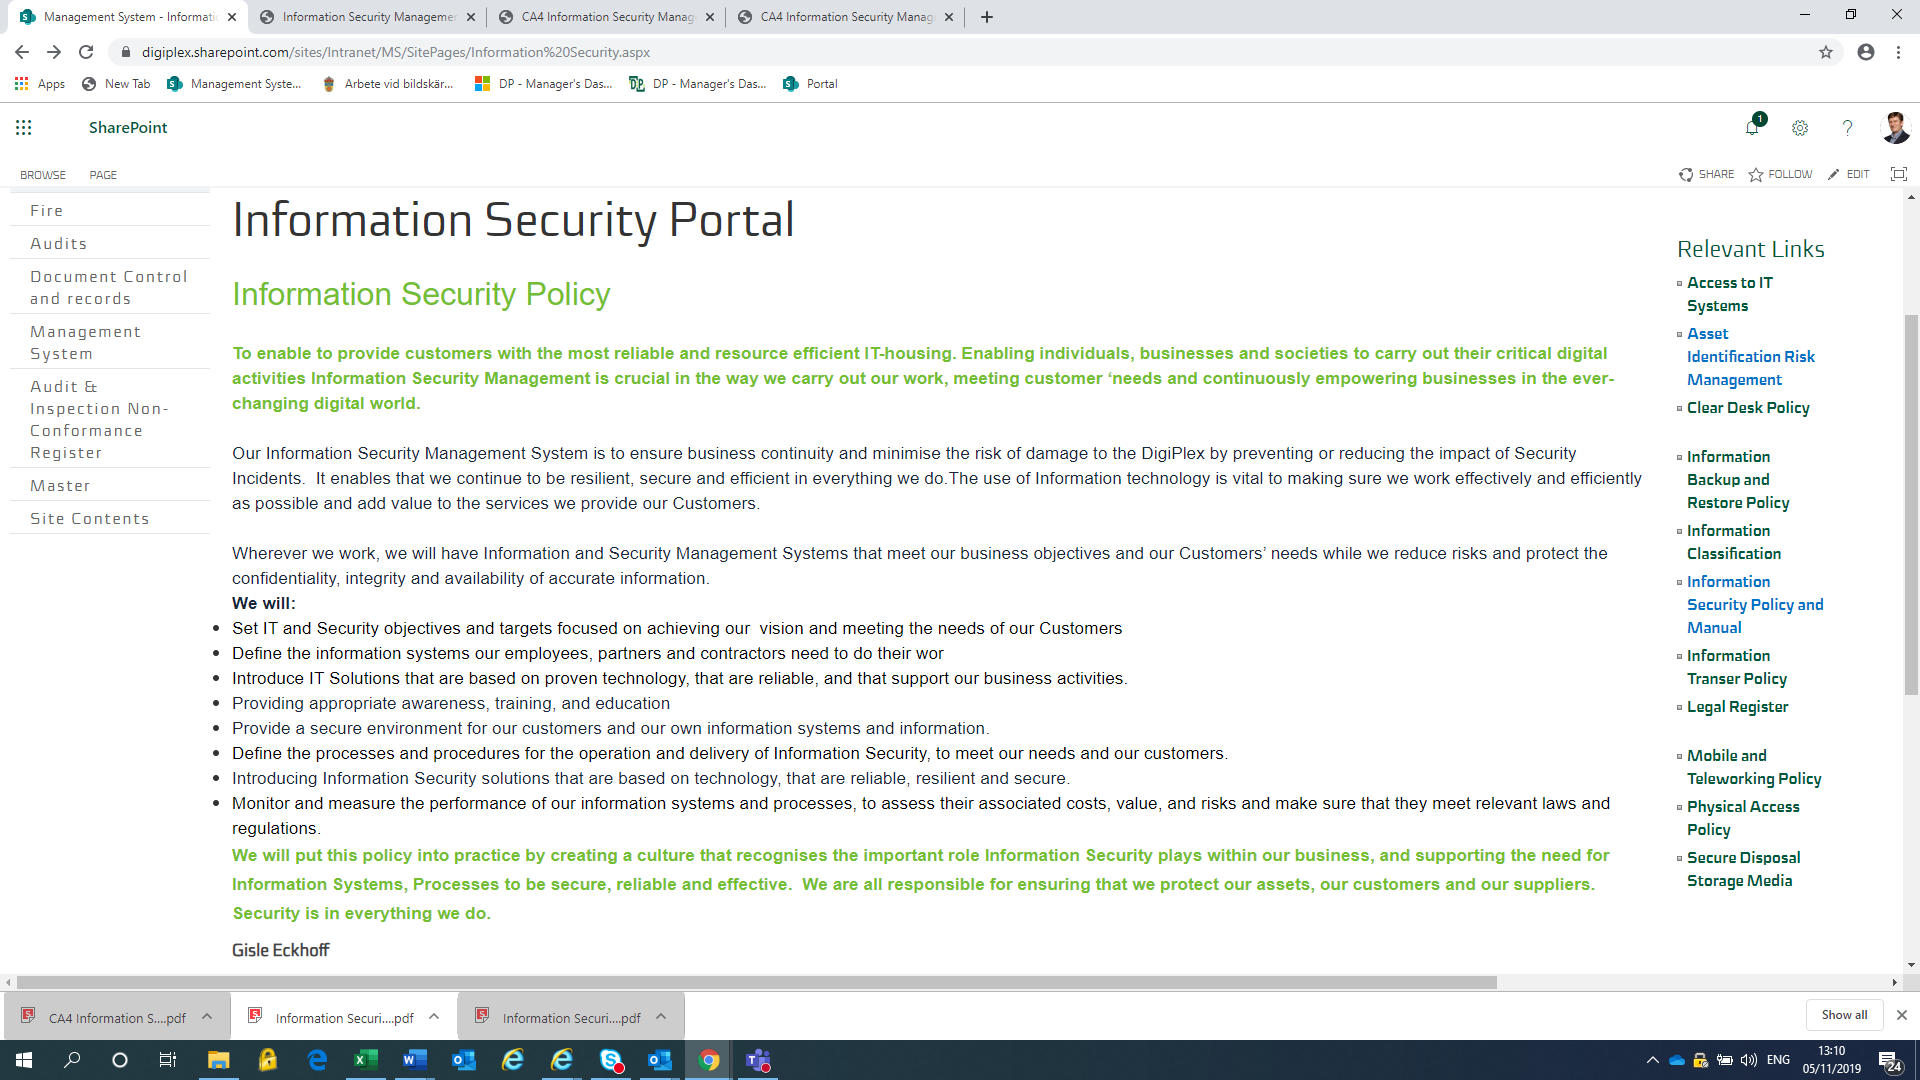 Management System - Informati
Information Security Managemen
CA4 Information Security Manag
CA4 Information Security Manag
digiplex.sharepoint.com/sites/Intranet/MS/SitePages/Information%20Security.aspx
Apps
New Tab
Management Syste...
Arbete vid bildskär...
DP - Manager's Das...
DP - Manager's Das...
Portal
SharePoint
1
BROWSE
PAGE
SHARE
FOLLOW
EDIT
Fire
Audits
Document Control
and records
Management
System
Audit &
Inspection Non-
Conformance
Register
Master
Site Contents
Information Security Portal
Information Security Policy
To enable to provide customers with the most reliable and resource efficient IT-housing. Enabling individuals, businesses and societies to carry out their critical digital
activities Information Security Management is crucial in the way we carry out our work, meeting customer ‘needs and continuously empowering businesses in the ever-
changing digital world.
Our Information Security Management System is to ensure business continuity and minimise the risk of damage to the DigiPlex by preventing or reducing the impact of Security
Incidents.  It enables that we continue to be resilient, secure and efficient in everything we do.The use of Information technology is vital to making sure we work effectively and efficiently
as possible and add value to the services we provide our Customers.
Wherever we work, we will have Information and Security Management Systems that meet our business objectives and our Customers’ needs while we reduce risks and protect the
confidentiality, integrity and availability of accurate information.
We will:
• Set IT and Security objectives and targets focused on achieving our  vision and meeting the needs of our Customers
• Define the information systems our employees, partners and contractors need to do their wor
• Introduce IT Solutions that are based on proven technology, that are reliable, and that support our business activities.
• Providing appropriate awareness, training, and education
• Provide a secure environment for our customers and our own information systems and information.
• Define the processes and procedures for the operation and delivery of Information Security, to meet our needs and our customers.
• Introducing Information Security solutions that are based on technology, that are reliable, resilient and secure.
• Monitor and measure the performance of our information systems and processes, to assess their associated costs, value, and risks and make sure that they meet relevant laws and
regulations.
We will put this policy into practice by creating a culture that recognises the important role Information Security plays within our business, and supporting the need for
Information Systems, Processes to be secure, reliable and effective.  We are all responsible for ensuring that we protect our assets, our customers and our suppliers.
Security is in everything we do.
Gisle Eckhoff
Relevant Links
Access to IT
Systems
Asset
Identification Risk
Management
Clear Desk Policy
Information
Backup and
Restore Policy
Information
Classification
Information
Security Policy and
Manual
Information
Transer Policy
Legal Register
Mobile and
Teleworking Policy
Physical Access
Policy
Secure Disposal
Storage Media
CA4 Information S....pdf
Information Securi....pdf
Information Securi....pdf
Show all
ENG
13:10
05/11/2019
24